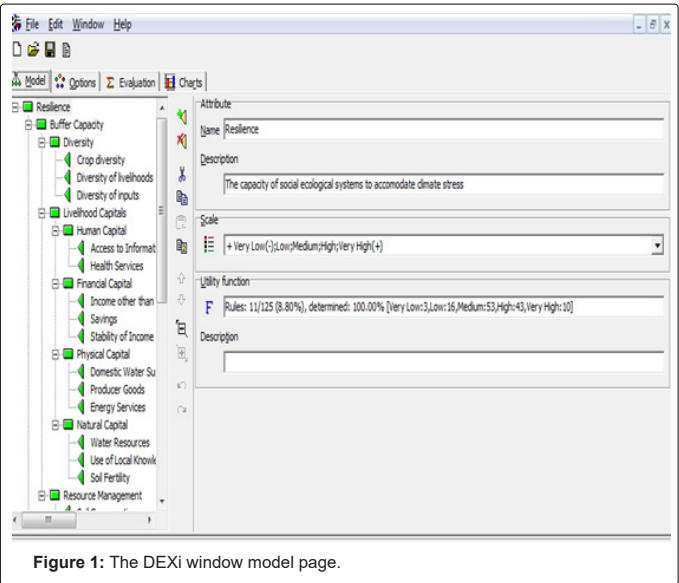 File Edit Window Help
Model Options Σ Evaluation Charts
Resilience
Buffer Capacity
Diversity
Crop diversity
Diversity of livelihoods
Diversity of inputs
Livelihood Capitals
Human Capital
Access to Informat
Health Services
Financial Capital
Income other than
Savings
Stability of Income
Physical Capital
Domestic Water Su
Producer Goods
Energy Services
Natural Capital
Water Resources
Use of Local Knowle
Soil Fertility
Resource Management
Attribute
Name Resilience
Description
The capacity of social ecological systems to accomodate climate stress
Scale
+ Very Low(-);Low;Medium;High;Very High(+)
Utility function
F Rules: 11/125 (8.80%), determined: 100.00% [Very Low:3,Low:16,Medium:53,High:43,Very High:10]
Description
Figure 1: The DEXi window model page.